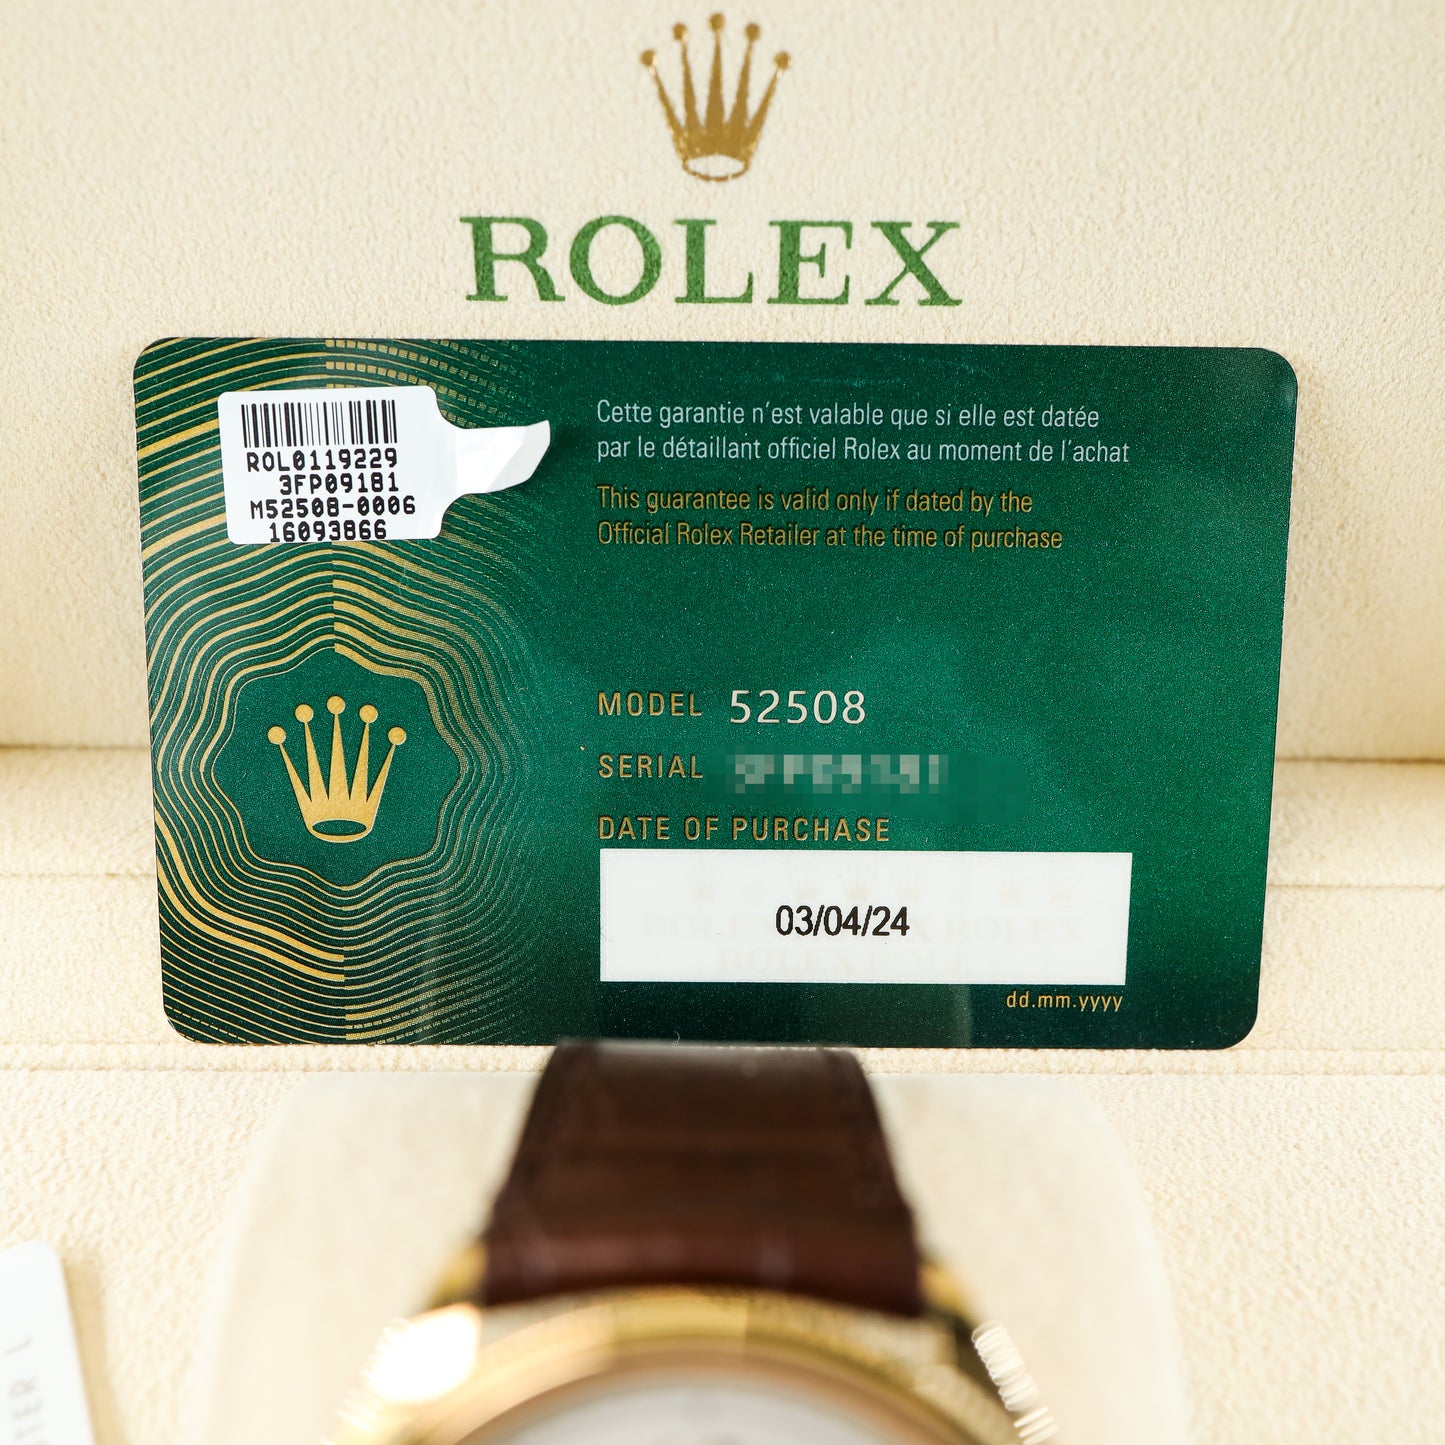 ROLEX
ROL0119229
3FP09181
M52508-0006
16093866
Cette garantie n'est valable que si elle est datée
par le détaillant officiel Rolex au moment de l'achat
This guarantee is valid only if dated by the
Official Rolex Retailer at the time of purchase
MODEL 52508
SERIAL
DATE OF PURCHASE
03/04/24
dd.mm.yyyy